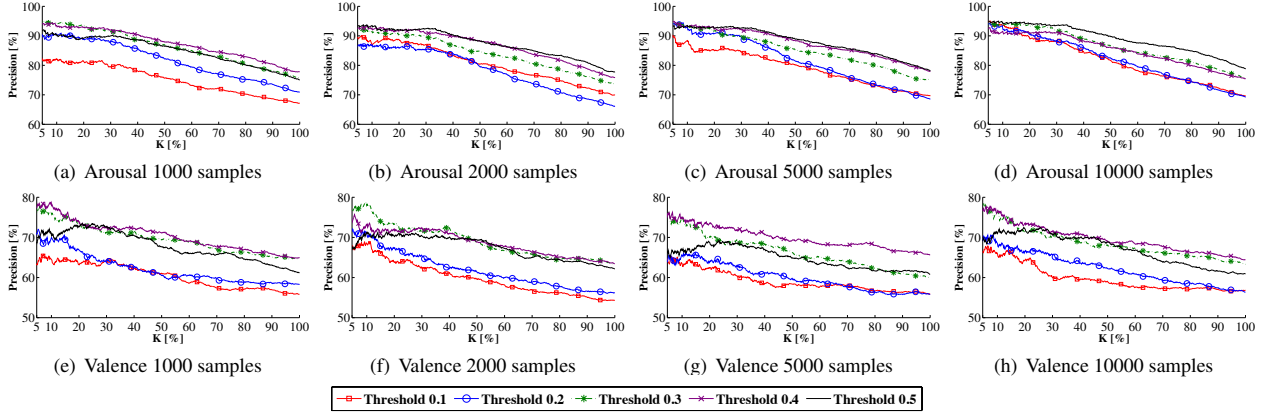 100
90
80
70
60
Precision [%]
5 10 20 30 40 50 60 70 80 90 100
K [%]
(a) Arousal 1000 samples
100
90
80
70
60
Precision [%]
5 10 20 30 40 50 60 70 80 90 100
K [%]
(b) Arousal 2000 samples
100
90
80
70
60
Precision [%]
5 10 20 30 40 50 60 70 80 90 100
K [%]
(c) Arousal 5000 samples
100
90
80
70
60
Precision [%]
5 10 20 30 40 50 60 70 80 90 100
K [%]
(d) Arousal 10000 samples
80
70
60
50
Precision [%]
5 10 20 30 40 50 60 70 80 90 100
K [%]
(e) Valence 1000 samples
80
70
60
50
Precision [%]
5 10 20 30 40 50 60 70 80 90 100
K [%]
(f) Valence 2000 samples
80
70
60
50
Precision [%]
5 10 20 30 40 50 60 70 80 90 100
K [%]
(g) Valence 5000 samples
80
70
60
50
Precision [%]
5 10 20 30 40 50 60 70 80 90 100
K [%]
(h) Valence 10000 samples
Threshold 0.1 Threshold 0.2 Threshold 0.3 Threshold 0.4 Threshold 0.5